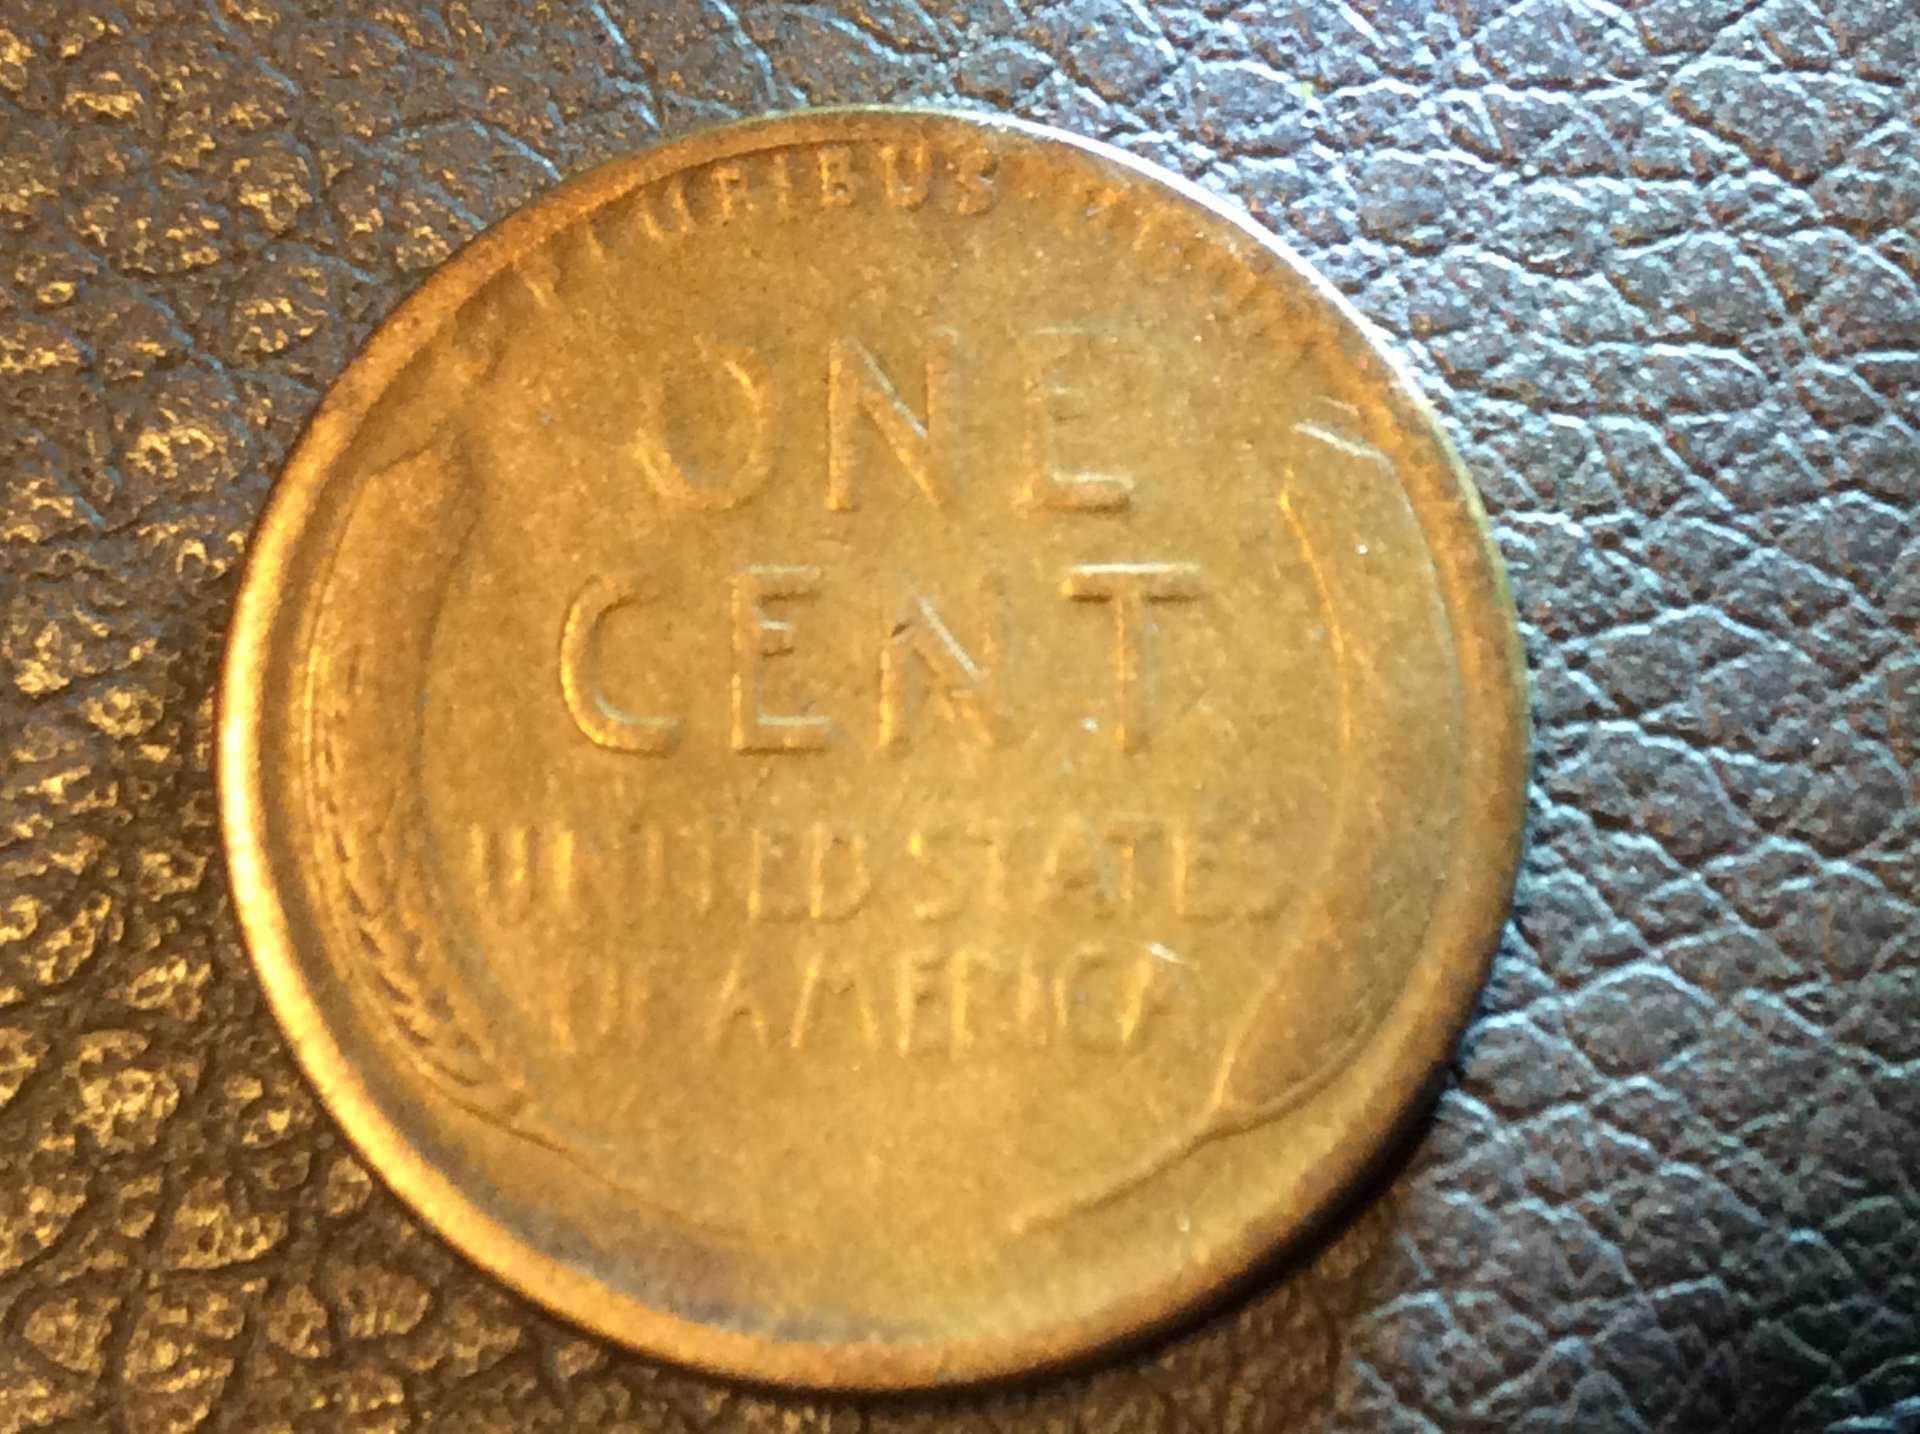 PLURIBUS
ONE
CENT
UNITED STATES
OF AMERICA